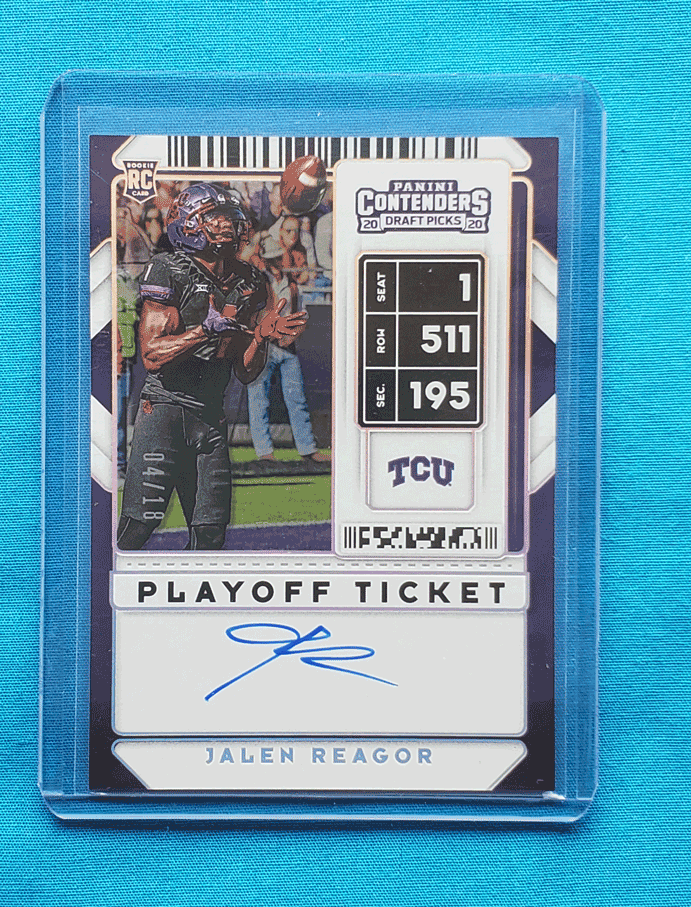 ROOKIE
RC
CARD
PANINI
CONTENDERS
20 DRAFT PICKS 20
SEAT 1
ROW 511
SEC. 195
1
04/18
TCU
PLAYOFF TICKET
JALEN REAGOR